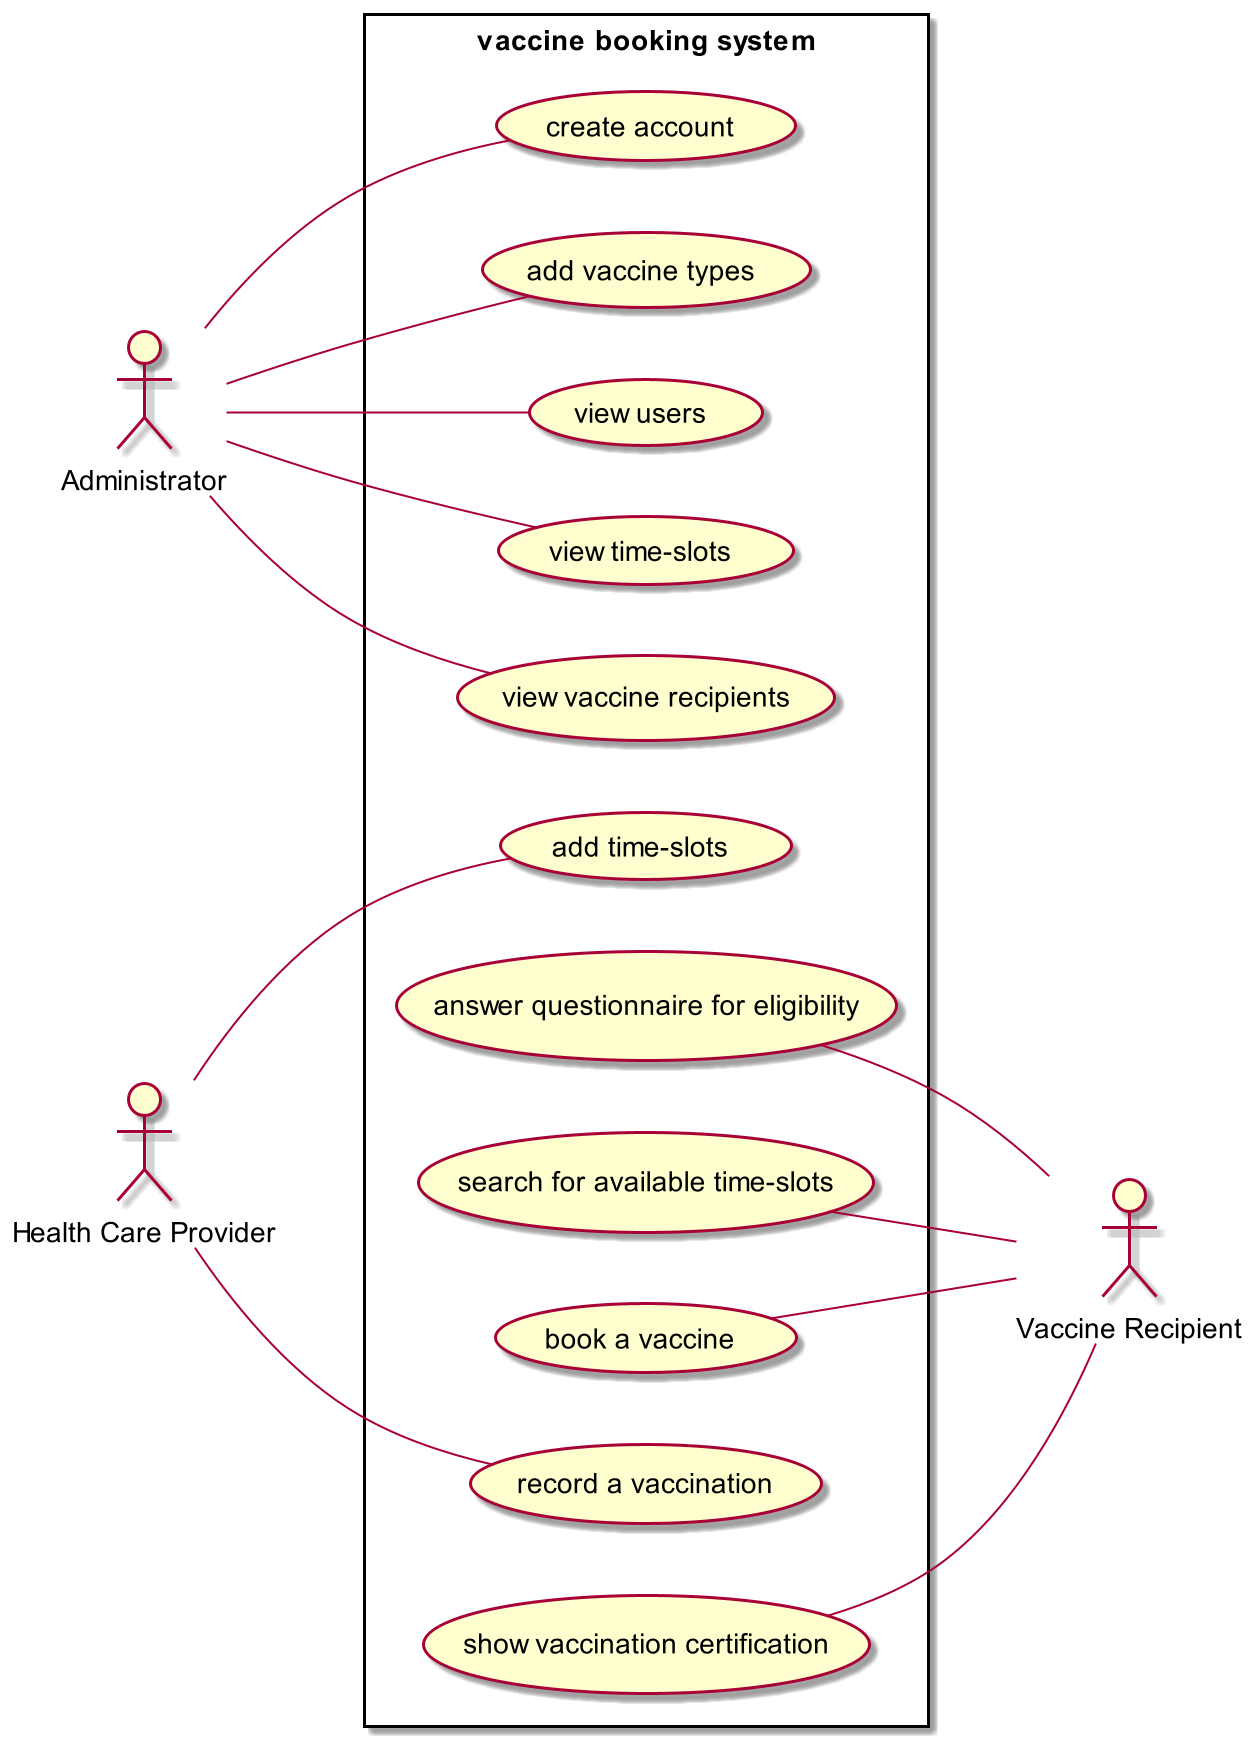 vaccine booking system
create account
add vaccine types
view users
Administrator
view time-slots
view vaccine recipients
add time-slots
answer questionnaire for eligibility
search for available time-slots
Health Care Provider
Vaccine Recipient
book a vaccine
record a vaccination
show vaccination certification